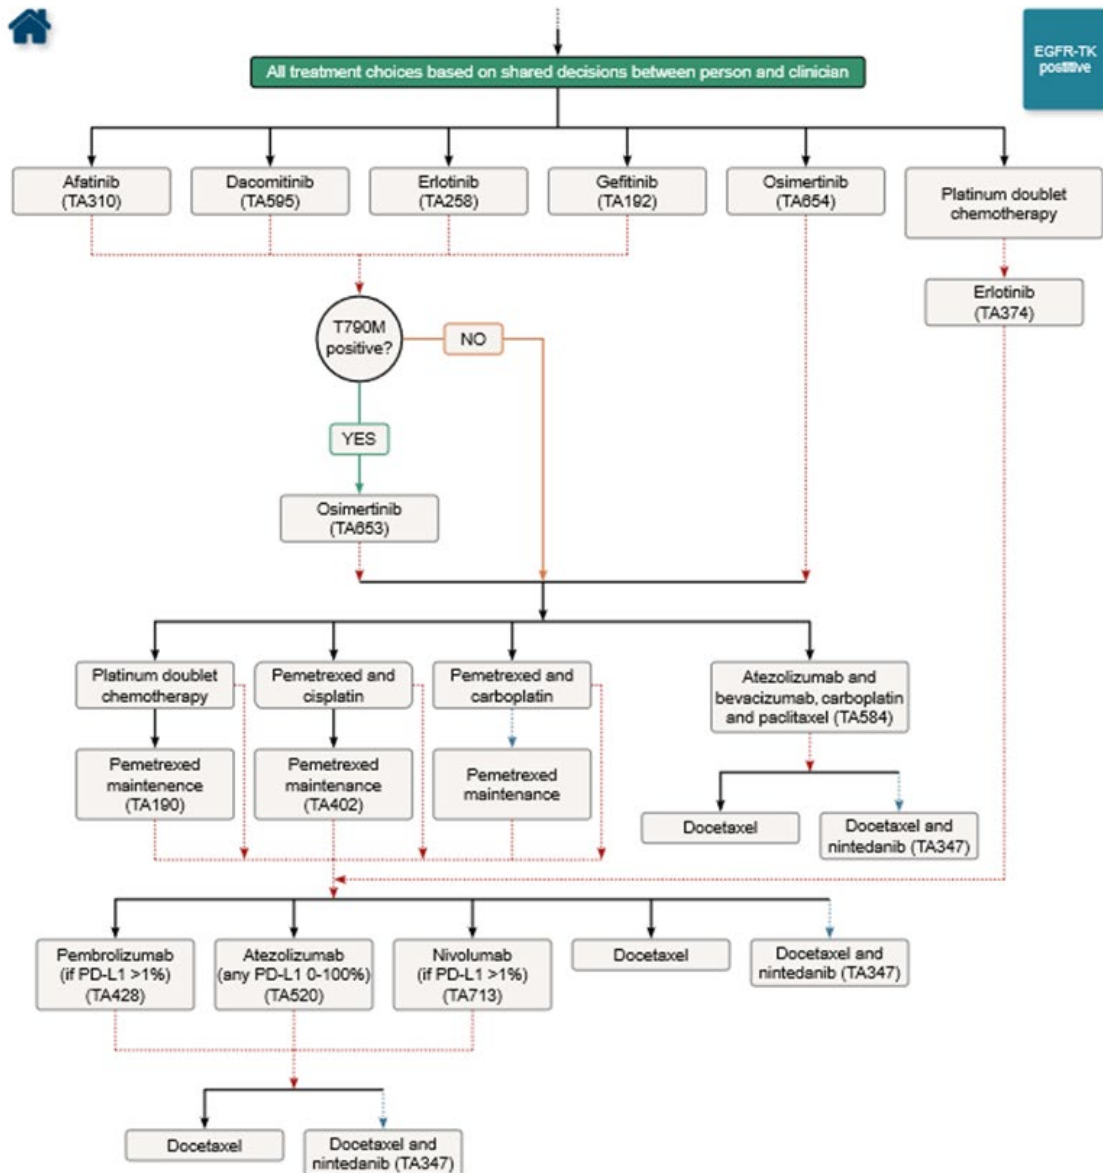 EGFR-TK
positive
All treatment choices based on shared decisions between person and clinician
Afatinib
(TA310)
Dacomitinib
(TA595)
Erlotinib
(TA258)
Gefitinib
(TA192)
Osimertinib
(TA654)
Platinum doublet
chemotherapy
Erlotinib
(TA374)
T790M
positive?
NO
YES
Osimertinib
(TA653)
Platinum doublet
chemotherapy
Pemetrexed and
cisplatin
Pemetrexed and
carboplatin
Atezolizumab and
bevacizumab, carboplatin
and paclitaxel (TA584)
Pemetrexed
maintenence
(TA190)
Pemetrexed
maintenance
(TA402)
Pemetrexed
maintenance
Docetaxel
Docetaxel and
nintedanib (TA347)
Pembrolizumab
(if PD-L1 >1%)
(TA428)
Atezolizumab
(any PD-L1 0-100%)
(TA520)
Nivolumab
(if PD-L1 >1%)
(TA713)
Docetaxel
Docetaxel and
nintedanib (TA347)
Docetaxel
Docetaxel and
nintedanib (TA347)